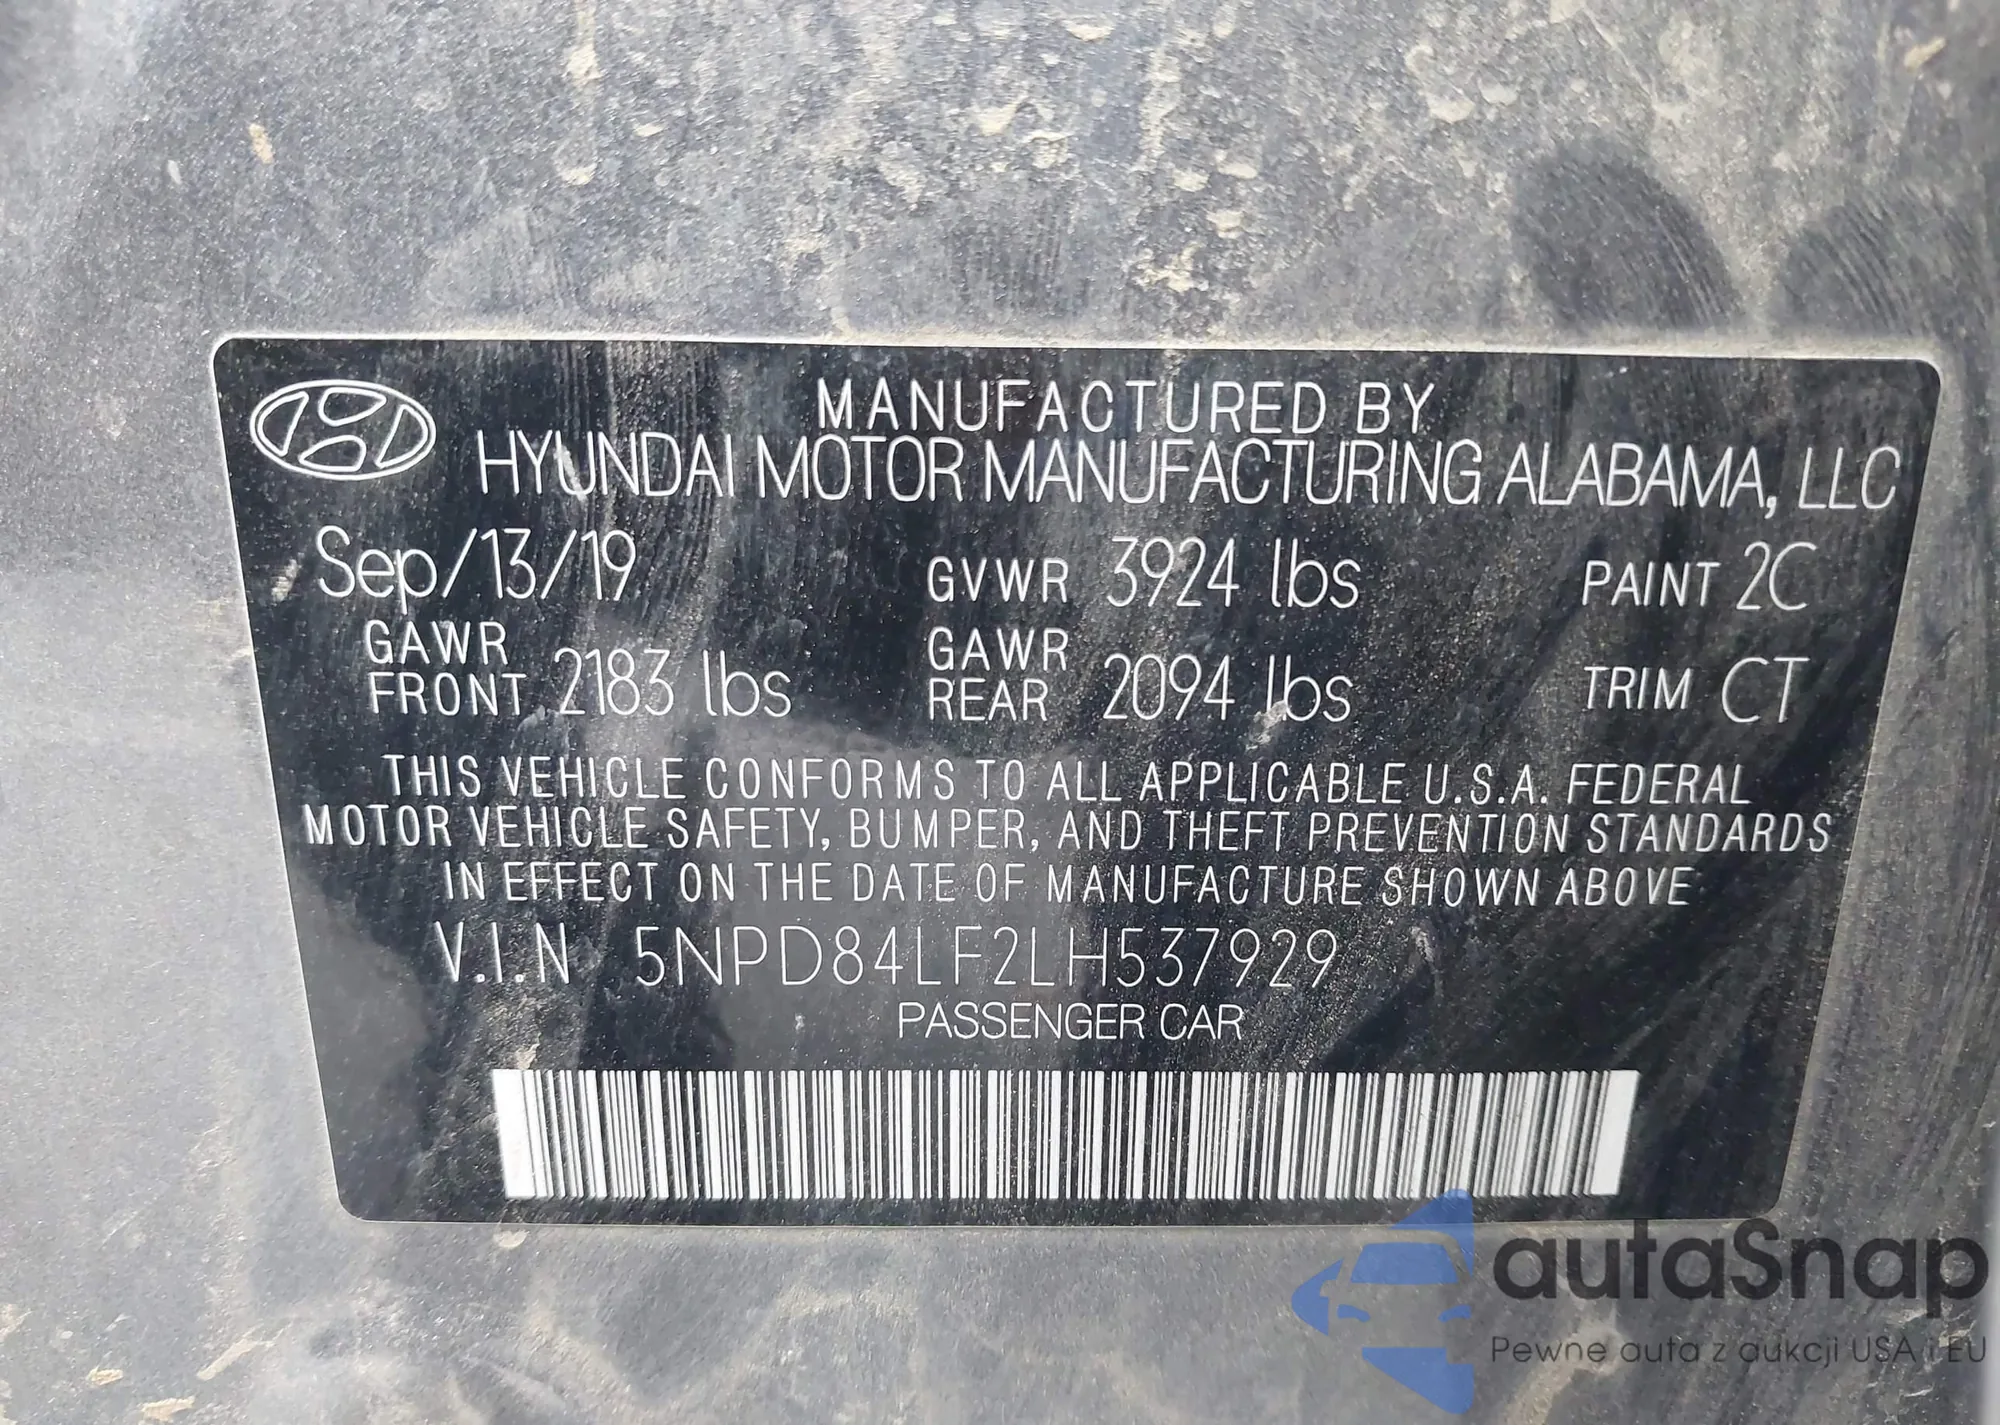 MANUFACTURED BY
HYUNDAI MOTOR MANUFACTURING ALABAMA, LLC
Sep/13/19 GVWR 3924 lbs PAINT 2C
GAWR FRONT 2183 lbs GAWR REAR 2094 lbs TRIM CT
THIS VEHICLE CONFORMS TO ALL APPLICABLE U.S.A. FEDERAL
MOTOR VEHICLE SAFETY, BUMPER, AND THEFT PREVENTION STANDARDS
IN EFFECT ON THE DATE OF MANUFACTURE SHOWN ABOVE
V.I.N 5NPD84LF2LH537929
PASSENGER CAR
autaSnap
Pewne auta z aukcji USA i EU